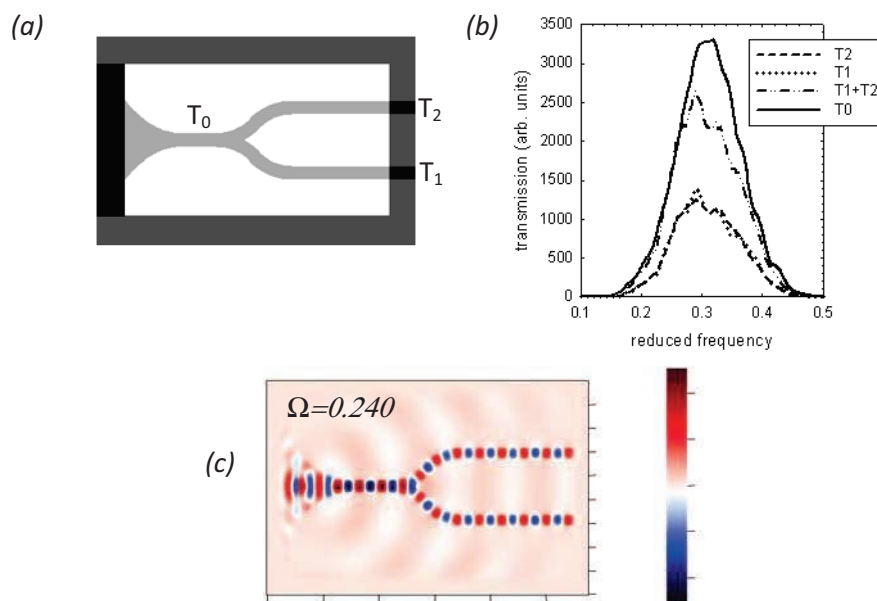 (a)
T0
T2
T1
(b)
transmission (arb. units)
3500
3000
2500
2000
1500
1000
500
0
0.1 0.2 0.3 0.4 0.5
reduced frequency
T2
T1
T1+T2
T0
(c)
Ω=0.240